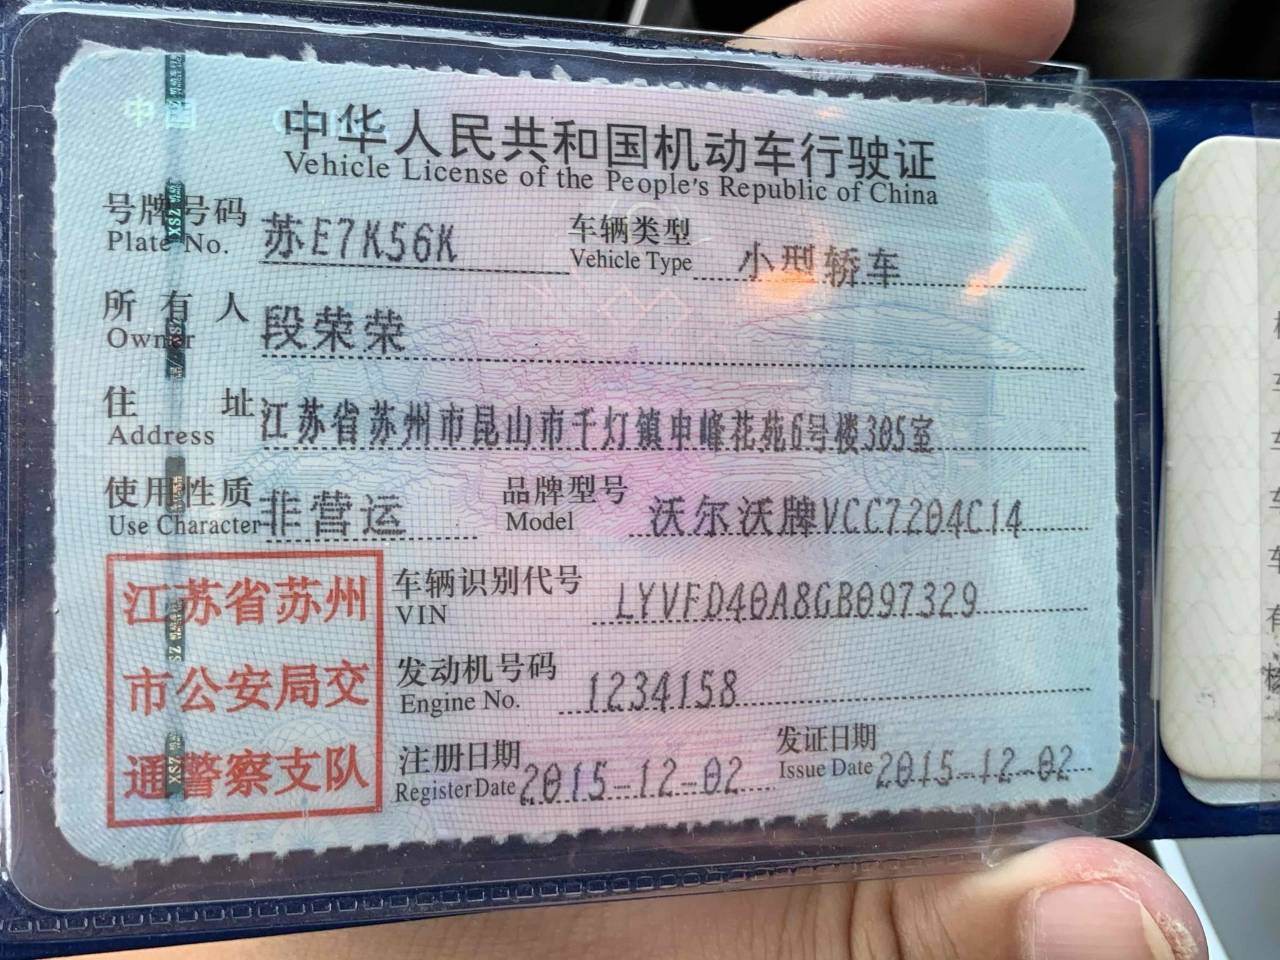 中华人民共和国机动车行驶证
Vehicle License of the People's Republic of China
号牌号码 苏E7K56K 车辆类型 小型轿车
Plate No. Vehicle Type
所有人 段荣荣
Owner
住址 江苏省苏州市昆山市千灯镇申峰花苑6号楼305室
Address
使用性质 非营运 品牌型号 沃尔沃牌VCC7204C14
Use Character Model
江苏省苏州
市公安局交
通警察支队
车辆识别代号 LYVFD40A8GB097329
VIN
发动机号码 1234158
Engine No.
注册日期 2015-12-02 发证日期 2015-12-02
Register Date Issue Date